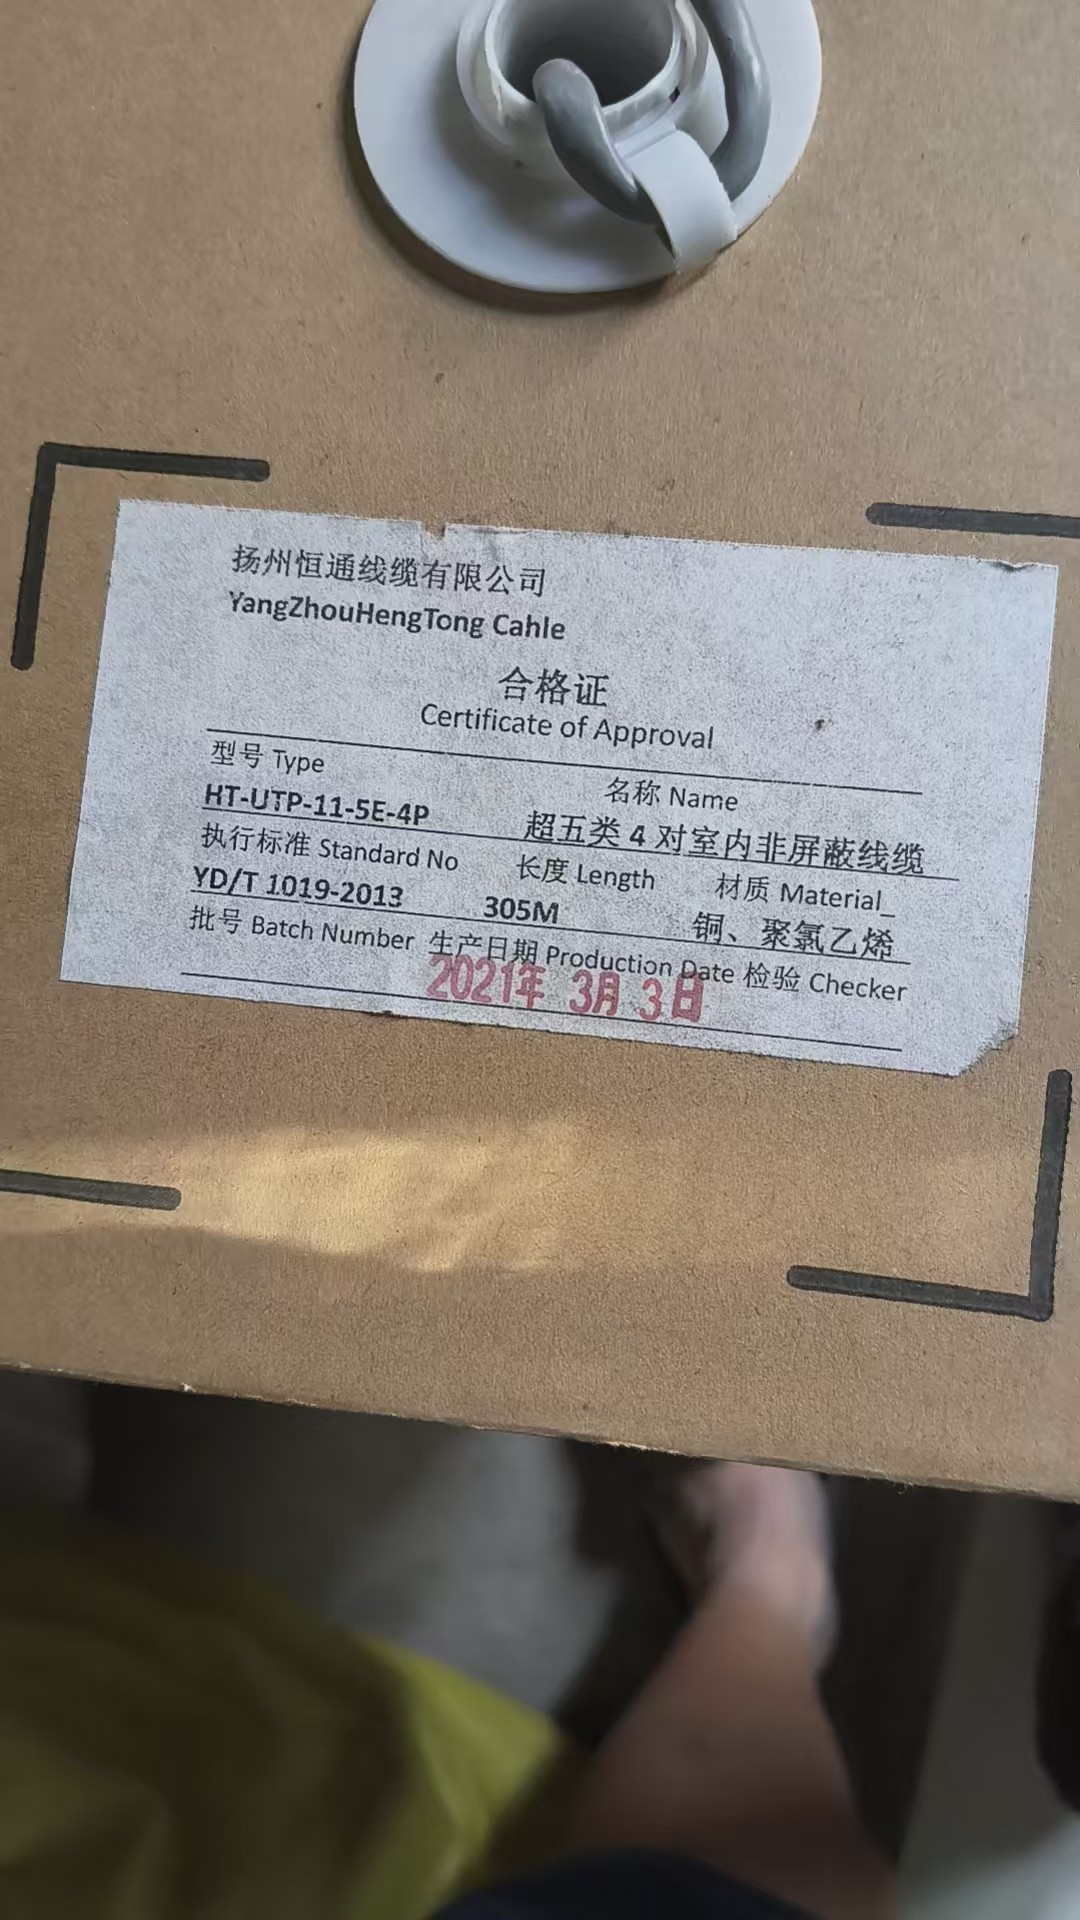 扬州恒通线缆有限公司
YangZhouHengTong Cahle
合格证
Certificate of Approval
型号 Type 名称 Name
HT-UTP-11-5E-4P 超五类 4 对室内非屏蔽线缆
执行标准 Standard No 长度 Length 材质 Material_
YD/T 1019-2013 305M 铜、聚氯乙烯
批号 Batch Number 生产日期 Production Date 检验 Checker
2021年 3月 3日